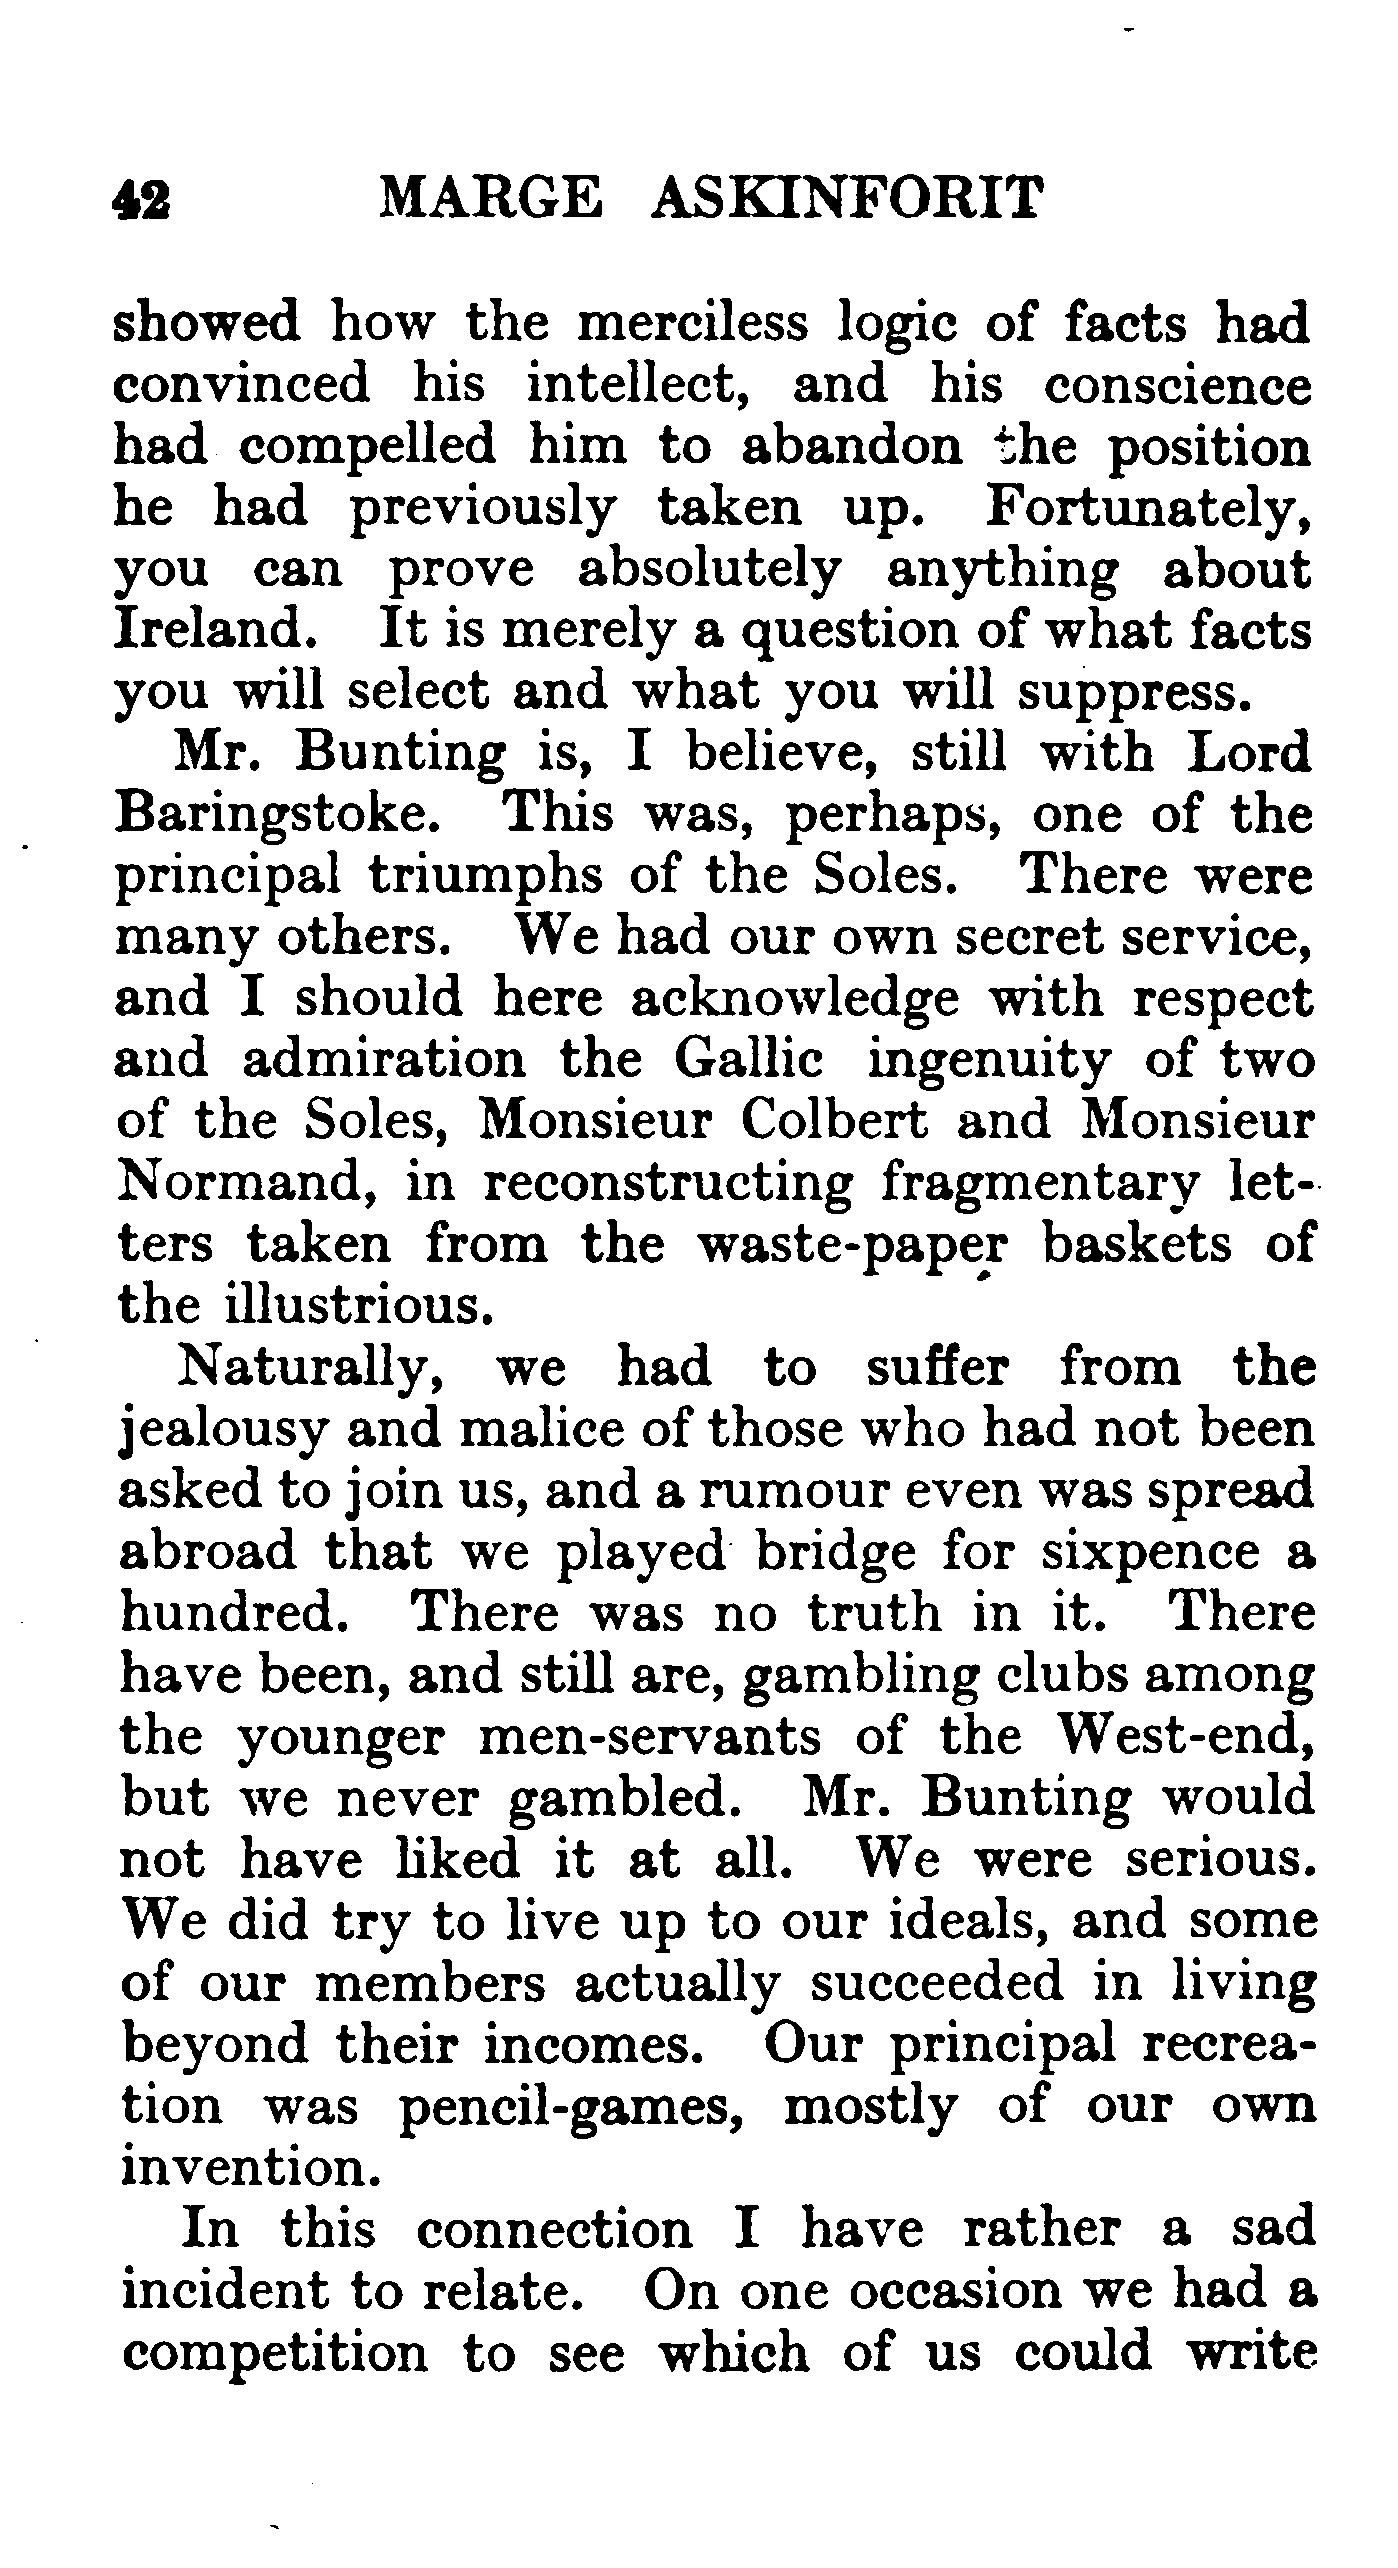 42 MARGE ASKINFORIT
showed how the merciless logic of facts had
convinced his intellect, and his conscience
had compelled him to abandon the position
he had previously taken up. Fortunately,
you can prove absolutely anything about
Ireland. It is merely a question of what facts
you will select and what you will suppress.
Mr. Bunting is, I believe, still with Lord
Baringstoke. This was, perhaps, one of the
principal triumphs of the Soles. There were
many others. We had our own secret service,
and I should here acknowledge with respect
and admiration the Gallic ingenuity of two
of the Soles, Monsieur Colbert and Monsieur
Normand, in reconstructing fragmentary let-
ters taken from the waste-paper baskets of
the illustrious.
Naturally, we had to suffer from the
jealousy and malice of those who had not been
asked to join us, and a rumour even was spread
abroad that we played bridge for sixpence a
hundred. There was no truth in it. There
have been, and still are, gambling clubs among
the younger men-servants of the West-end,
but we never gambled. Mr. Bunting would
not have liked it at all. We were serious.
We did try to live up to our ideals, and some
of our members actually succeeded in living
beyond their incomes. Our principal recrea-
tion was pencil-games, mostly of our own
invention.
In this connection I have rather a sad
incident to relate. On one occasion we had a
competition to see which of us could write